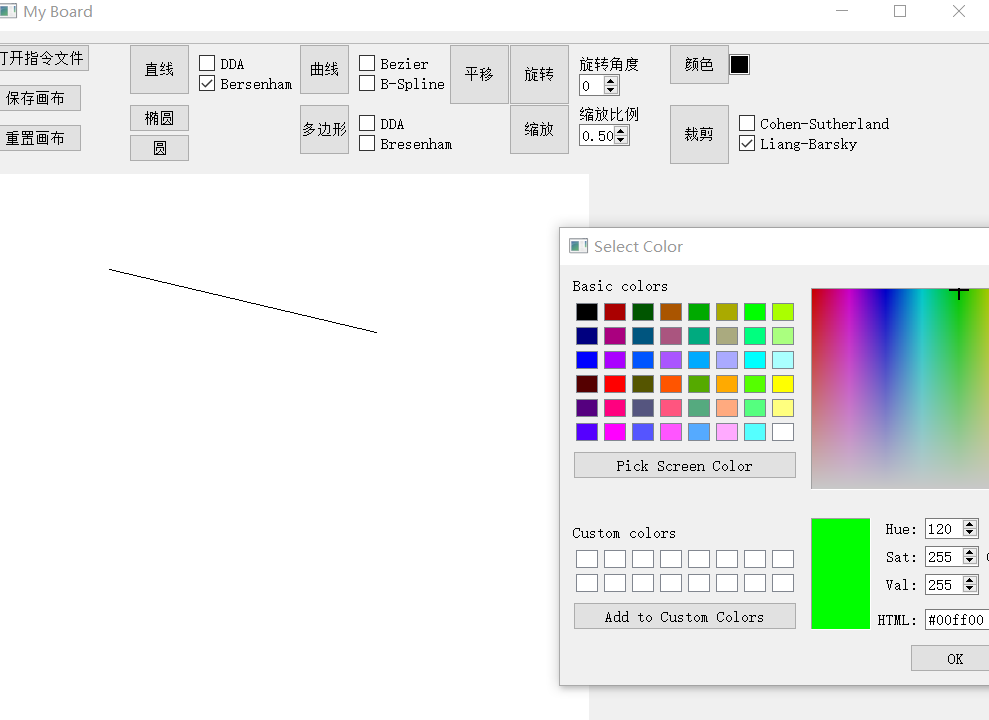 My Board
打开指令文件
保存画布
重置画布
直线
DDA
Bersenham
椭圆
圆
曲线
Bezier
B-Spline
多边形
DDA
Bresenham
平移
旋转
旋转角度
0
缩放
缩放比例
0.50
颜色
裁剪
Cohen-Sutherland
Liang-Barsky
Select Color
Basic colors
Pick Screen Color
Custom colors
Add to Custom Colors
Hue: 120
Sat: 255
Val: 255
HTML: #00ff00
OK